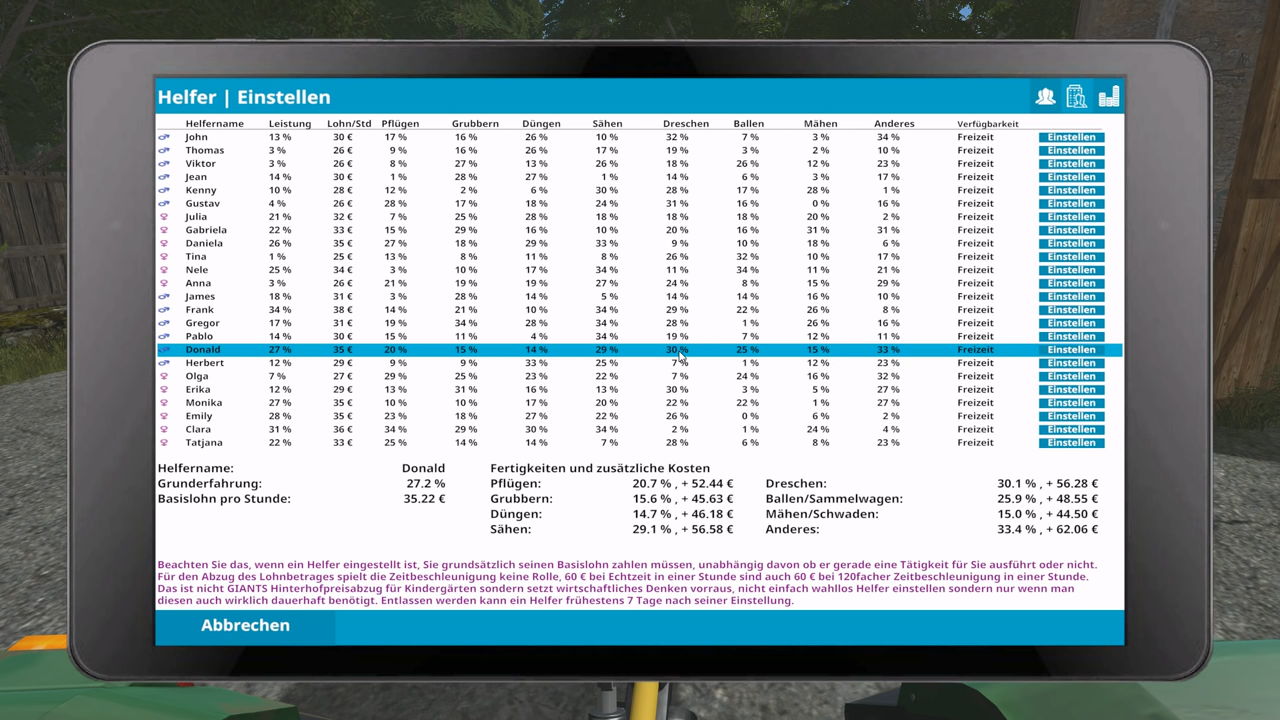 Helfer | Einstellen
Helfername Leistung Lohn/Std Pflügen Grubbern Düngen Sähen Dreschen Ballen Mähen Anderes Verfügbarkeit
John 13 % 30 € 17 % 16 % 26 % 10 % 32 % 7 % 3 % 34 % Freizeit Einstellen
Thomas 3 % 26 € 9 % 16 % 26 % 17 % 19 % 3 % 2 % 10 % Freizeit Einstellen
Viktor 3 % 26 € 8 % 27 % 13 % 26 % 18 % 26 % 12 % 23 % Freizeit Einstellen
Jean 14 % 30 € 1 % 28 % 27 % 1 % 14 % 6 % 3 % 17 % Freizeit Einstellen
Kenny 10 % 28 € 12 % 2 % 6 % 30 % 28 % 17 % 28 % 1 % Freizeit Einstellen
Gustav 4 % 26 € 28 % 17 % 18 % 24 % 31 % 16 % 0 % 16 % Freizeit Einstellen
Julia 21 % 32 € 7 % 25 % 28 % 18 % 18 % 18 % 20 % 2 % Freizeit Einstellen
Gabriela 22 % 33 € 15 % 29 % 16 % 10 % 20 % 16 % 31 % 31 % Freizeit Einstellen
Daniela 26 % 35 € 27 % 18 % 29 % 33 % 9 % 10 % 18 % 6 % Freizeit Einstellen
Tina 1 % 25 € 13 % 8 % 11 % 8 % 26 % 32 % 10 % 17 % Freizeit Einstellen
Nele 25 % 34 € 3 % 10 % 17 % 34 % 11 % 34 % 11 % 21 % Freizeit Einstellen
Anna 3 % 26 € 21 % 19 % 19 % 27 % 24 % 8 % 15 % 29 % Freizeit Einstellen
James 18 % 31 € 3 % 28 % 14 % 5 % 14 % 14 % 16 % 10 % Freizeit Einstellen
Frank 34 % 38 € 14 % 21 % 10 % 34 % 29 % 22 % 26 % 8 % Freizeit Einstellen
Gregor 17 % 31 € 19 % 34 % 28 % 34 % 28 % 1 % 26 % 16 % Freizeit Einstellen
Pablo 14 % 30 € 15 % 11 % 4 % 34 % 19 % 7 % 12 % 11 % Freizeit Einstellen
Donald 27 % 35 € 20 % 15 % 14 % 29 % 30 % 25 % 15 % 33 % Freizeit Einstellen
Herbert 12 % 29 € 9 % 9 % 33 % 25 % 7 % 1 % 12 % 23 % Freizeit Einstellen
Olga 7 % 27 € 29 % 25 % 23 % 22 % 7 % 24 % 16 % 32 % Freizeit Einstellen
Erika 12 % 29 € 13 % 31 % 16 % 13 % 30 % 3 % 5 % 27 % Freizeit Einstellen
Monika 27 % 35 € 10 % 10 % 17 % 20 % 22 % 22 % 1 % 27 % Freizeit Einstellen
Emily 28 % 35 € 23 % 18 % 27 % 22 % 26 % 0 % 6 % 2 % Freizeit Einstellen
Clara 31 % 36 € 34 % 29 % 30 % 34 % 2 % 1 % 24 % 4 % Freizeit Einstellen
Tatjana 22 % 33 € 25 % 14 % 14 % 7 % 28 % 6 % 8 % 23 % Freizeit Einstellen
Helfername: Donald Fertigkeiten und zusätzliche Kosten
Grunderfahrung: 27.2 % Pflügen: 20.7 % , + 52.44 € Dreschen: 30.1 % , + 56.28 €
Basislohn pro Stunde: 35.22 € Grubbern: 15.6 % , + 45.63 € Ballen/Sammelwagen: 25.9 % , + 48.55 €
Düngen: 14.7 % , + 46.18 € Mähen/Schwaden: 15.0 % , + 44.50 €
Sähen: 29.1 % , + 56.58 € Anderes: 33.4 % , + 62.06 €
Beachten Sie das, wenn ein Helfer eingestellt ist, Sie grundsätzlich seinen Basislohn zahlen müssen, unabhängig davon ob er gerade eine Tätigkeit für Sie ausführt oder nicht.
Für den Abzug des Lohnbetrages spielt die Zeitbeschleunigung keine Rolle, 60 € bei Echtzeit in einer Stunde sind auch 60 € bei 120facher Zeitbeschleunigung in einer Stunde.
Das ist nicht GIANTS Hinterhofpreisabzug für Kindergärten sondern setzt wirtschaftliches Denken vorraus, nicht einfach wahllos Helfer einstellen sondern nur wenn man
diesen auch wirklich dauerhaft benötigt. Entlassen werden kann ein Helfer frühestens 7 Tage nach seiner Einstellung.
Abbrechen